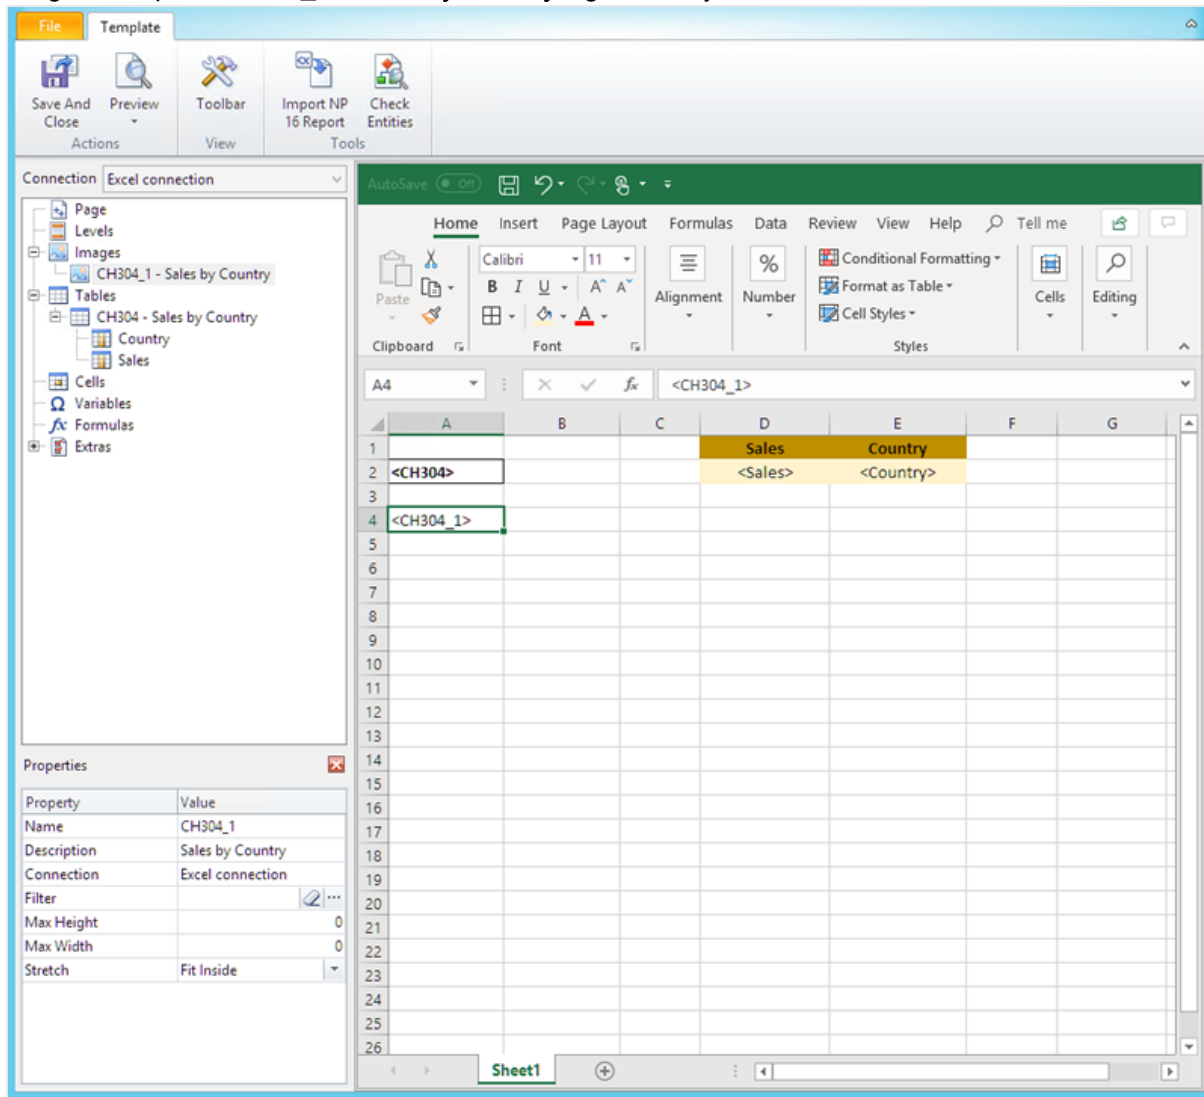 File Template
Save And Close
Preview
Toolbar
Import NP 16 Report
Check Entities
Actions View Tools
Connection Excel connection
Page
Levels
Images
CH304_1 - Sales by Country
Tables
CH304 - Sales by Country
Country
Sales
Cells
Variables
Formulas
Extras
Properties
Property Value
Name CH304_1
Description Sales by Country
Connection Excel connection
Filter
Max Height 0
Max Width 0
Stretch Fit Inside
AutoSave Off
Home Insert Page Layout Formulas Data Review View Help Tell me
Paste
Calibri 11
B I U A A
A
Alignment
% Number
Conditional Formatting
Format as Table
Cell Styles
Cells
Editing
Clipboard Font Styles
A4 fx <CH304_1>
A B C D E F G
1 Sales Country
2 <CH304> <Sales> <Country>
3
4 <CH304_1>
5
6
7
8
9
10
11
12
13
14
15
16
17
18
19
20
21
22
23
24
25
26
Sheet1